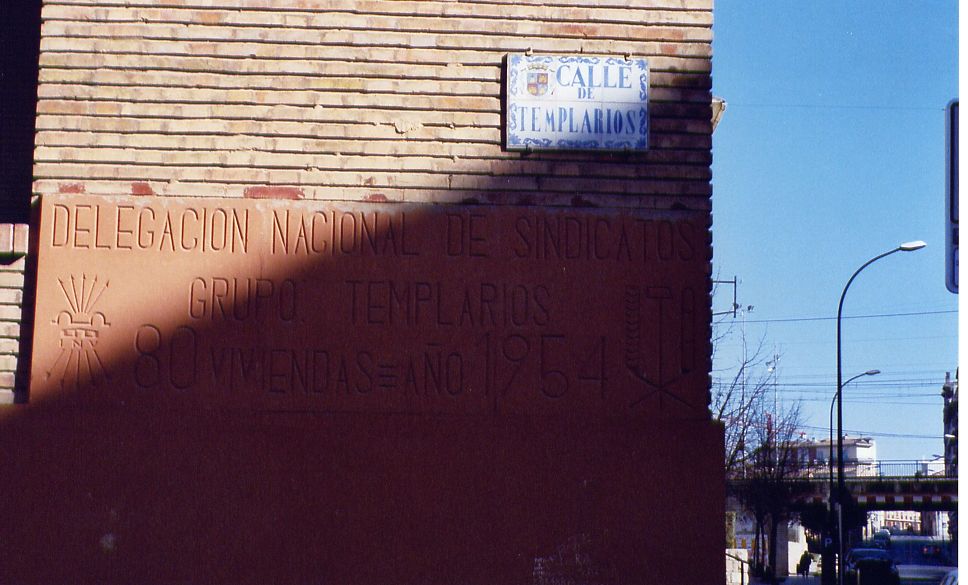 CALLE
DE
TEMPLARIOS
DELEGACION NACIONAL DE SINDICATOS
GRUPO TEMPLARIOS
80 VIVIENDAS = AÑO 1954
P